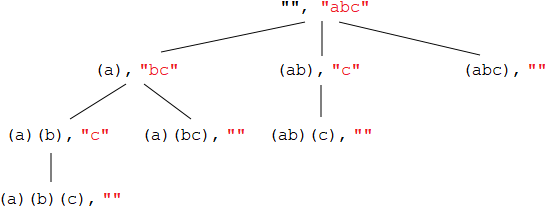 "", "abc"
(a), "bc" (ab), "c" (abc), ""
(a)(b), "c" (a)(bc), "" (ab)(c), ""
(a)(b)(c), ""